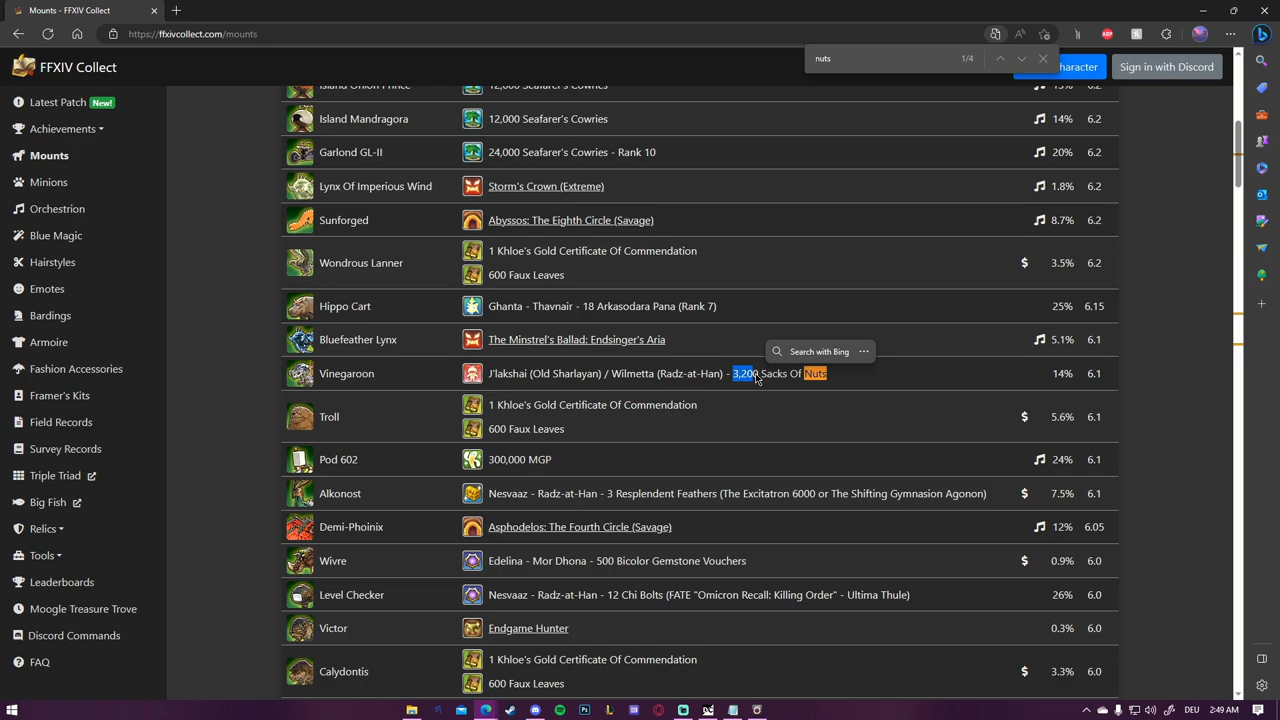 Mounts - FFXIV Collect
https://ffxivcollect.com/mounts
nuts 1/4
FFXIV Collect
Character
Sign in with Discord
Latest Patch New!
Achievements
Mounts
Minions
Orchestrion
Blue Magic
Hairstyles
Emotes
Bardings
Armoire
Fashion Accessories
Framer's Kits
Field Records
Survey Records
Triple Triad
Big Fish
Relics
Tools
Leaderboards
Moogle Treasure Trove
Discord Commands
FAQ
Island Onion Prince 12,000 Seafarer's Cowries 15% 6.2
Island Mandragora 12,000 Seafarer's Cowries 14% 6.2
Garlond GL-II 24,000 Seafarer's Cowries - Rank 10 20% 6.2
Lynx Of Imperious Wind Storm's Crown (Extreme) 1.8% 6.2
Sunforged Abyssos: The Eighth Circle (Savage) 8.7% 6.2
Wondrous Lanner 1 Khloe's Gold Certificate Of Commendation $ 3.5% 6.2
600 Faux Leaves
Hippo Cart Ghanta - Thavnair - 18 Arkasodara Pana (Rank 7) 25% 6.15
Bluefeather Lynx The Minstrel's Ballad: Endsinger's Aria 5.1% 6.1
Search with Bing
Vinegaroon J'lakshai (Old Sharlayan) / Wilmetta (Radz-at-Han) - 3,200 Sacks Of Nuts 14% 6.1
Troll 1 Khloe's Gold Certificate Of Commendation $ 5.6% 6.1
600 Faux Leaves
Pod 602 300,000 MGP 24% 6.1
Alkonost Nesvaaz - Radz-at-Han - 3 Resplendent Feathers (The Excitatron 6000 or The Shifting Gymnasion Agonon) $ 7.5% 6.1
Demi-Phoinix Asphodelos: The Fourth Circle (Savage) 12% 6.05
Wivre Edelina - Mor Dhona - 500 Bicolor Gemstone Vouchers $ 0.9% 6.0
Level Checker Nesvaaz - Radz-at-Han - 12 Chi Bolts (FATE "Omicron Recall: Killing Order" - Ultima Thule) 26% 6.0
Victor Endgame Hunter 0.3% 6.0
Calydontis 1 Khloe's Gold Certificate Of Commendation $ 3.3% 6.0
600 Faux Leaves
DEU 2:49 AM